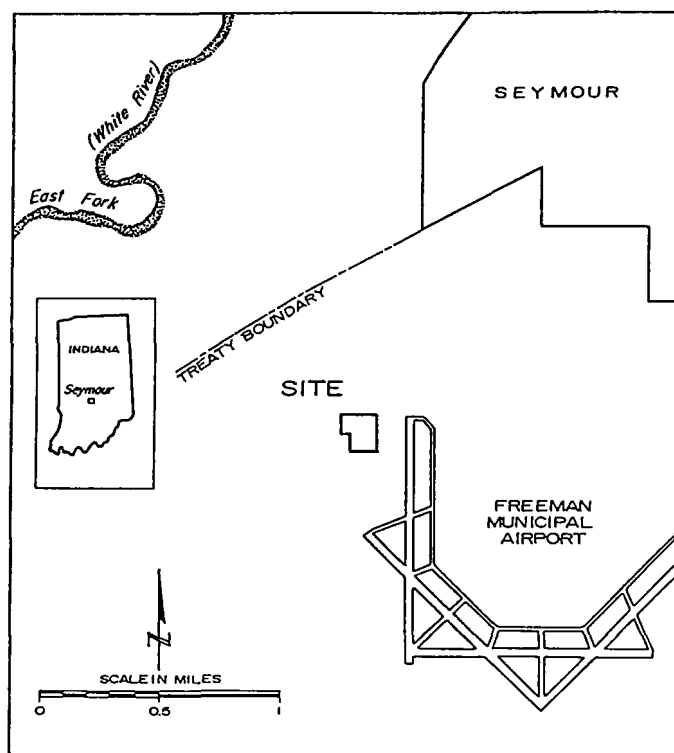 SEYMOUR
(White River)
East Fork
TREATY BOUNDARY
INDIANA
Seymour
SITE
FREEMAN
MUNICIPAL
AIRPORT
N
SCALE IN MILES
0 0.5 1